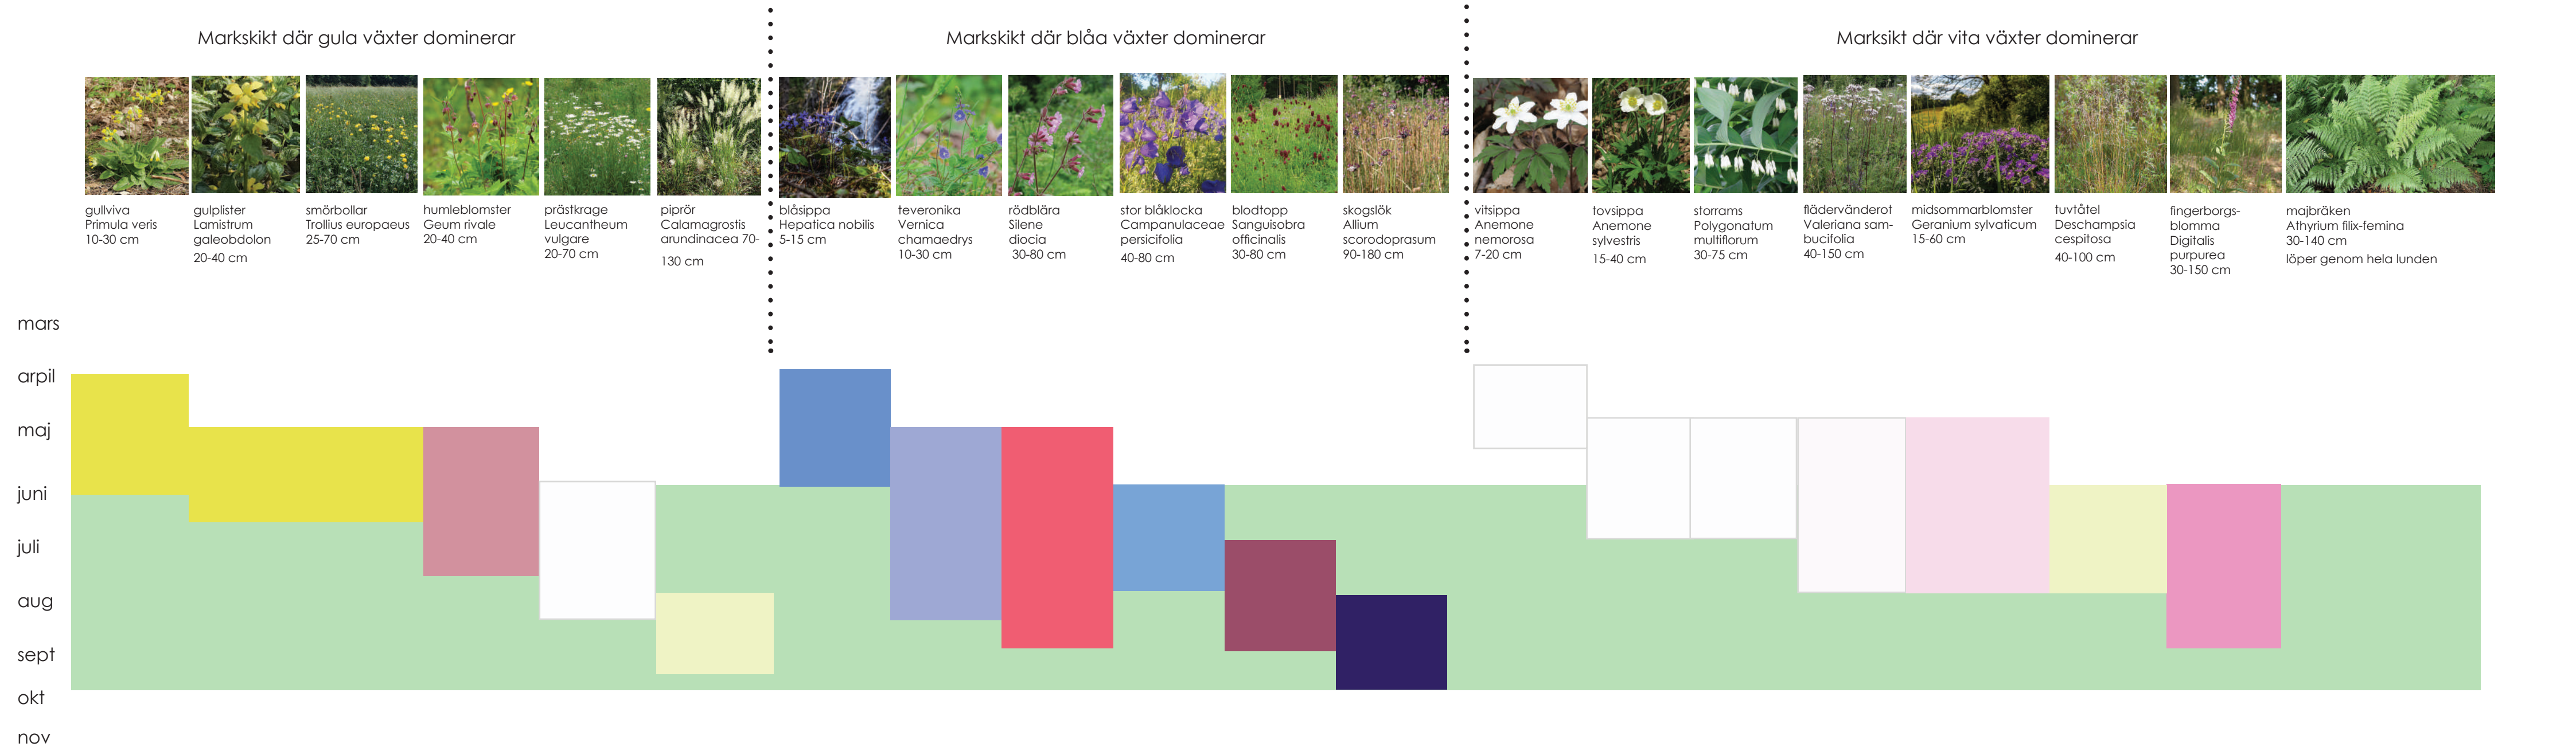 Markskikt där gula växter dominerar
Markskikt där blåa växter dominerar
Marksikt där vita växter dominerar
gullviva
Primula veris
10-30 cm
gulplister
Lamistrum
galeobdolon
20-40 cm
smörbollar
Trollius europaeus
25-70 cm
humleblomster
Geum rivale
20-40 cm
prästkrage
Leucantheum
vulgare
20-70 cm
piprör
Calamagrostis
arundinacea 70-
130 cm
blåsippa
Hepatica nobilis
5-15 cm
teveronika
Vernica
chamaedrys
10-30 cm
rödblära
Silene
diocia
30-80 cm
stor blåklocka
Campanulaceae
persicifolia
40-80 cm
blodtopp
Sanguisobra
officinalis
30-80 cm
skogslök
Allium
scorodoprasum
90-180 cm
vitsippa
Anemone
nemorosa
7-20 cm
tovsippa
Anemone
sylvestris
15-40 cm
storrams
Polygonatum
multiflorum
30-75 cm
flädervänderot
Valeriana sam-
bucifolia
40-150 cm
midsommarblomster
Geranium sylvaticum
15-60 cm
tuvtåtel
Deschampsia
cespitosa
40-100 cm
fingerborgs-
blomma
Digitalis
purpurea
30-150 cm
majbräken
Athyrium filix-femina
30-140 cm
löper genom hela lunden
mars
arpil
maj
juni
juli
aug
sept
okt
nov